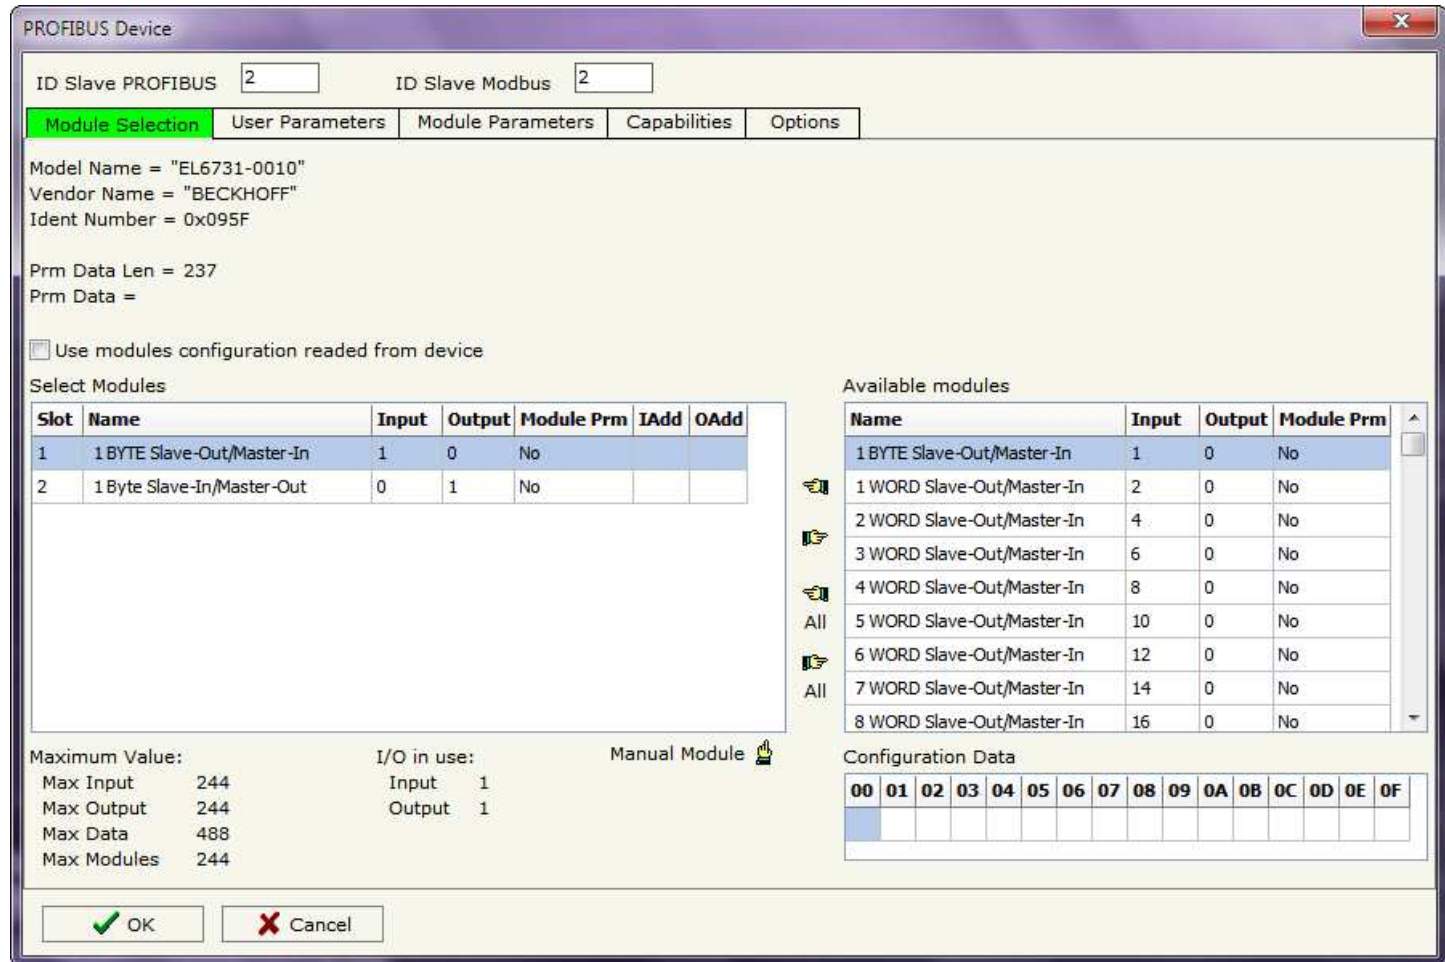 PROFIBUS Device
X
ID Slave PROFIBUS 2 ID Slave Modbus 2
Module Selection User Parameters Module Parameters Capabilities Options
Model Name = "EL6731-0010"
Vendor Name = "BECKHOFF"
Ident Number = 0x095F
Prm Data Len = 237
Prm Data =
Use modules configuration readed from device
Select Modules
Slot Name Input Output Module Prm IAdd OAdd
1 1 BYTE Slave-Out/Master-In 1 0 No
2 1 Byte Slave-In/Master-Out 0 1 No
All
All
Available modules
Name Input Output Module Prm
1 BYTE Slave-Out/Master-In 1 0 No
1 WORD Slave-Out/Master-In 2 0 No
2 WORD Slave-Out/Master-In 4 0 No
3 WORD Slave-Out/Master-In 6 0 No
4 WORD Slave-Out/Master-In 8 0 No
5 WORD Slave-Out/Master-In 10 0 No
6 WORD Slave-Out/Master-In 12 0 No
7 WORD Slave-Out/Master-In 14 0 No
8 WORD Slave-Out/Master-In 16 0 No
Maximum Value:
Max Input 244
Max Output 244
Max Data 488
Max Modules 244
I/O in use:
Input 1
Output 1
Manual Module
Configuration Data
00 01 02 03 04 05 06 07 08 09 0A 0B 0C 0D 0E 0F
OK Cancel